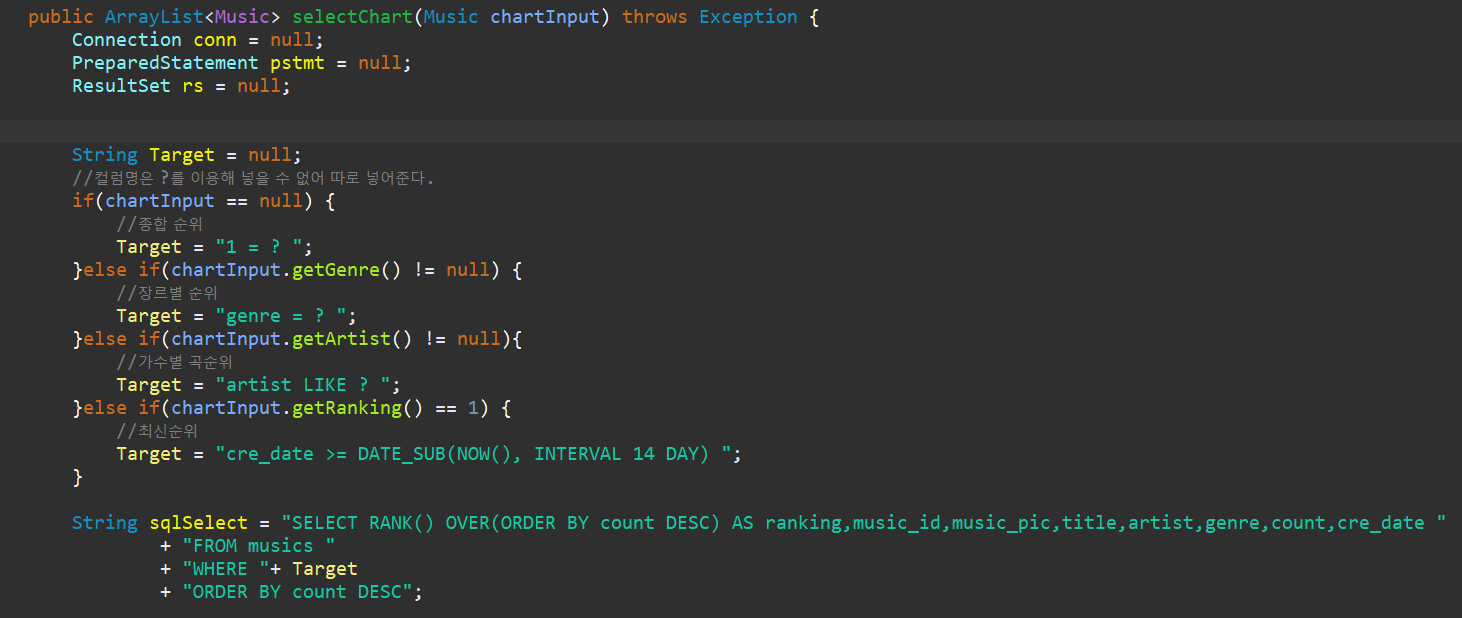 public ArrayList<Music> selectChart(Music chartInput) throws Exception {
Connection conn = null;
PreparedStatement pstmt = null;
ResultSet rs = null;
String Target = null;
//컬럼명은 ?를 이용해 넣을 수 없어 따로 넣어준다.
if(chartInput == null) {
//종합 순위
Target = "1 = ? ";
}else if(chartInput.getGenre() != null) {
//장르별 순위
Target = "genre = ? ";
}else if(chartInput.getArtist() != null){
//가수별 곡순위
Target = "artist LIKE ? ";
}else if(chartInput.getRanking() == 1) {
//최신순위
Target = "cre_date >= DATE_SUB(NOW(), INTERVAL 14 DAY) ";
}
String sqlSelect = "SELECT RANK() OVER(ORDER BY count DESC) AS ranking,music_id,music_pic,title,artist,genre,count,cre_date "
+ "FROM musics "
+ "WHERE "+ Target
+ "ORDER BY count DESC";